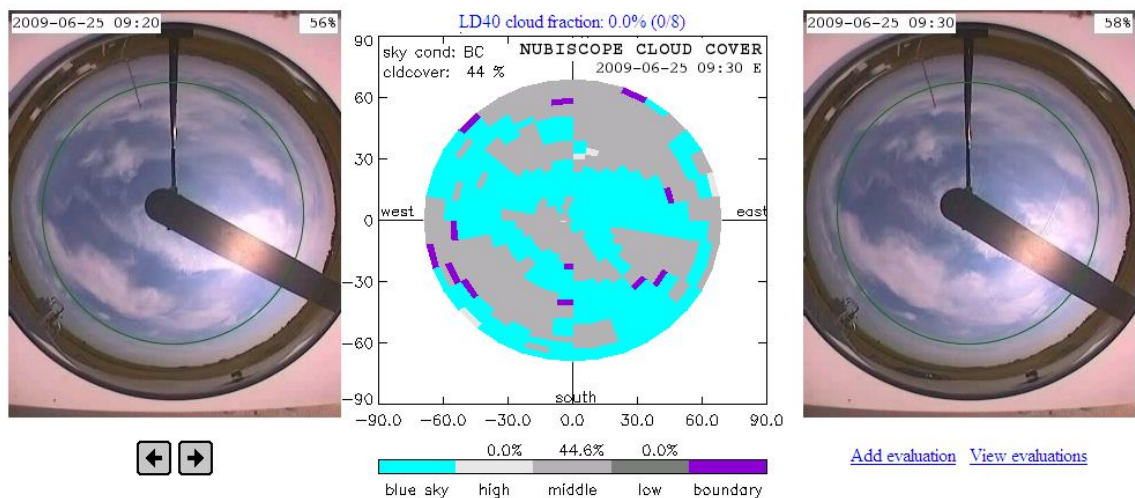 2009-06-25 09:20
56%
LD40 cloud fraction: 0.0% (0/8)
sky cond: BC
NUBISCOPE CLOUD COVER
cldcover: 44 %
2009-06-25 09:30 E
90
60
30
0
-30
-60
-90
west
east
south
-90.0 -60.0 -30.0 0.0 30.0 60.0 90.0
0.0% 44.6% 0.0%
blue sky high middle low boundary
2009-06-25 09:30
58%
Add evaluation View evaluations